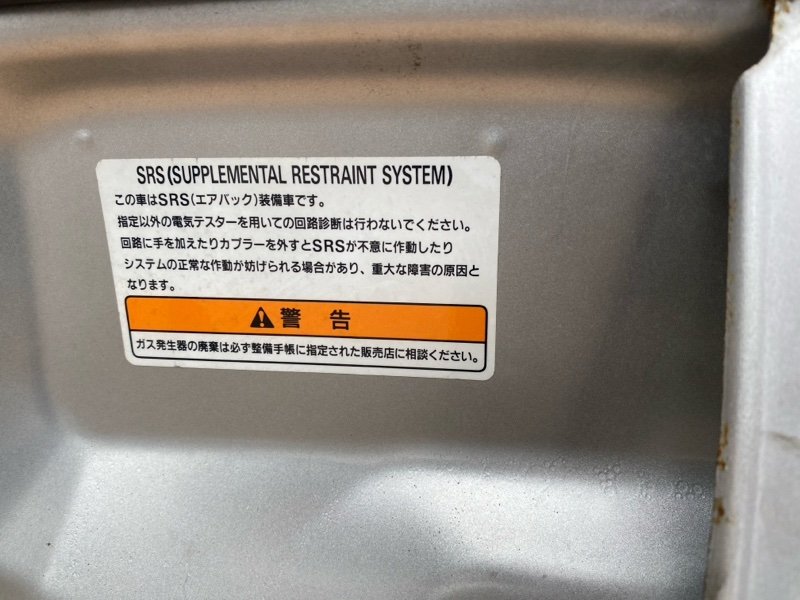 SRS(SUPPLEMENTAL RESTRAINT SYSTEM)
この車はSRS(エアバック)装備車です。
指定以外の電気テスターを用いての回路診断は行わないでください。
回路に手を加えたりカプラーを外すとSRSが不意に作動したり
システムの正常な作動が妨げられる場合があり、重大な障害の原因と
なります。
⚠警 告
ガス発生器の廃棄は必ず整備手帳に指定された販売店に相談ください。